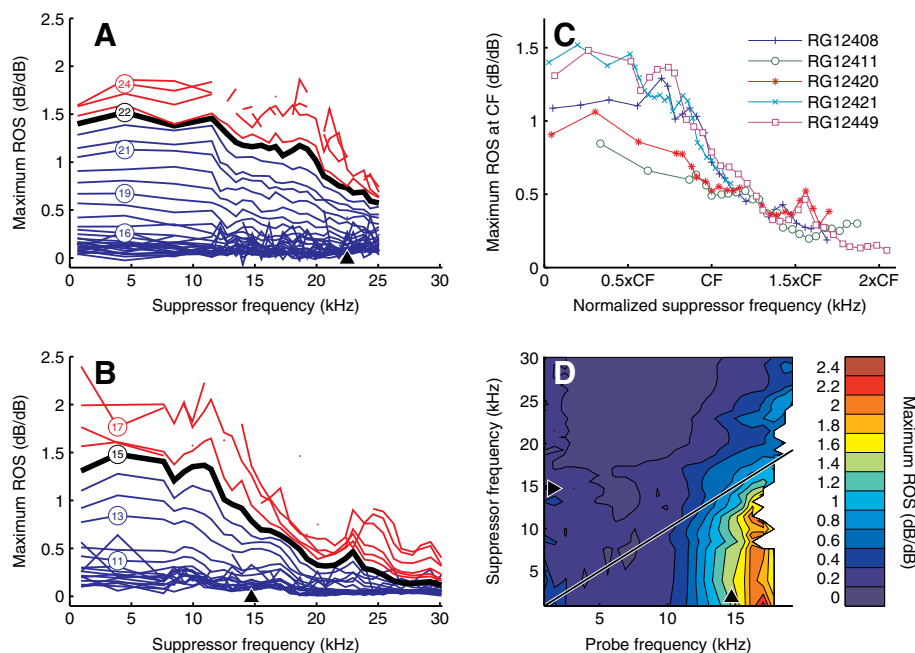 A
Maximum ROS (dB/dB)
2.5
2
1.5
1
0.5
0
24
22
21
19
16
0 5 10 15 20 25 30
Suppressor frequency (kHz)
C
Maximum ROS at CF (dB/dB)
1.5
1
0.5
0
RG12408
RG12411
RG12420
RG12421
RG12449
0 0.5xCF CF 1.5xCF 2xCF
Normalized suppressor frequency
B
Maximum ROS (dB/dB)
2.5
2
1.5
1
0.5
0
17
15
13
11
0 5 10 15 20 25 30
Suppressor frequency (kHz)
D
Suppressor frequency (kHz)
30
25
20
15
10
5
5 10 15
Probe frequency (kHz)
2.4
2.2
2
1.8
1.6
1.4
1.2
1
0.8
0.6
0.4
0.2
0
Maximum ROS (dB/dB)